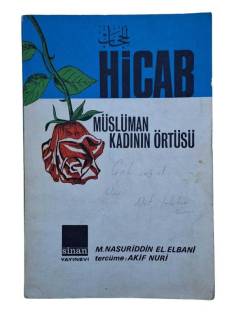 الحجاب
HİCAB
MÜSLÜMAN
KADININ ÖRTÜSÜ
sinan
YAYINEVİ
M. NASURİDDİN EL. ELBANİ
tercüme: AKİF NURİ